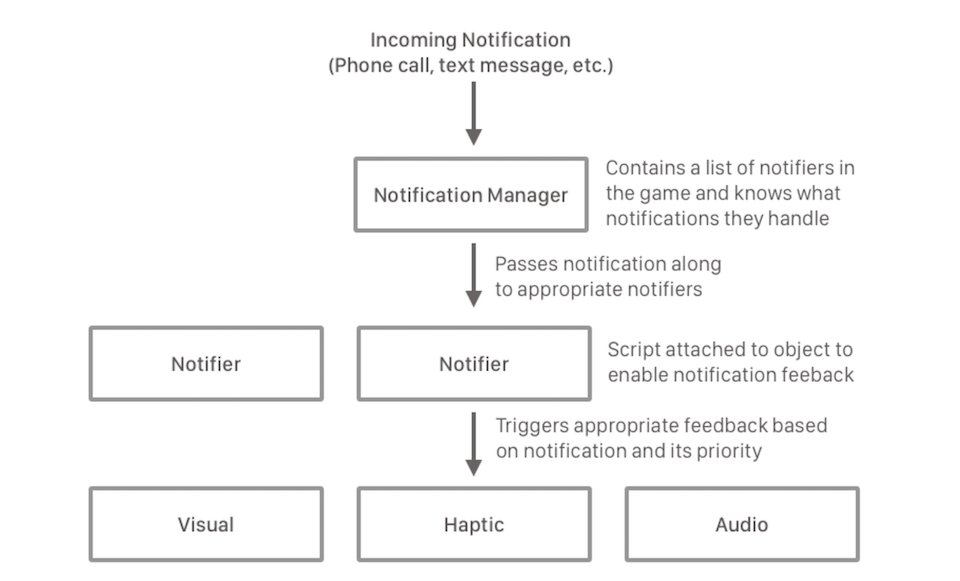 Incoming Notification
(Phone call, text message, etc.)
Notification Manager
Contains a list of notifiers in
the game and knows what
notifications they handle
Passes notification along
to appropriate notifiers
Notifier
Notifier
Script attached to object to
enable notification feeback
Triggers appropriate feedback based
on notification and its priority
Visual
Haptic
Audio